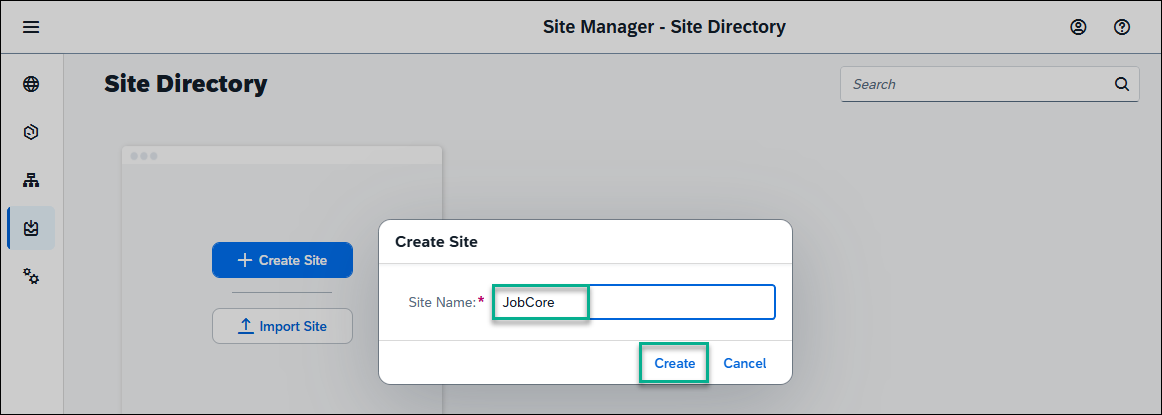 Site Manager - Site Directory
Site Directory
Search
Create Site
Site Name:*
JobCore
Create Site
Import Site
Create
Cancel